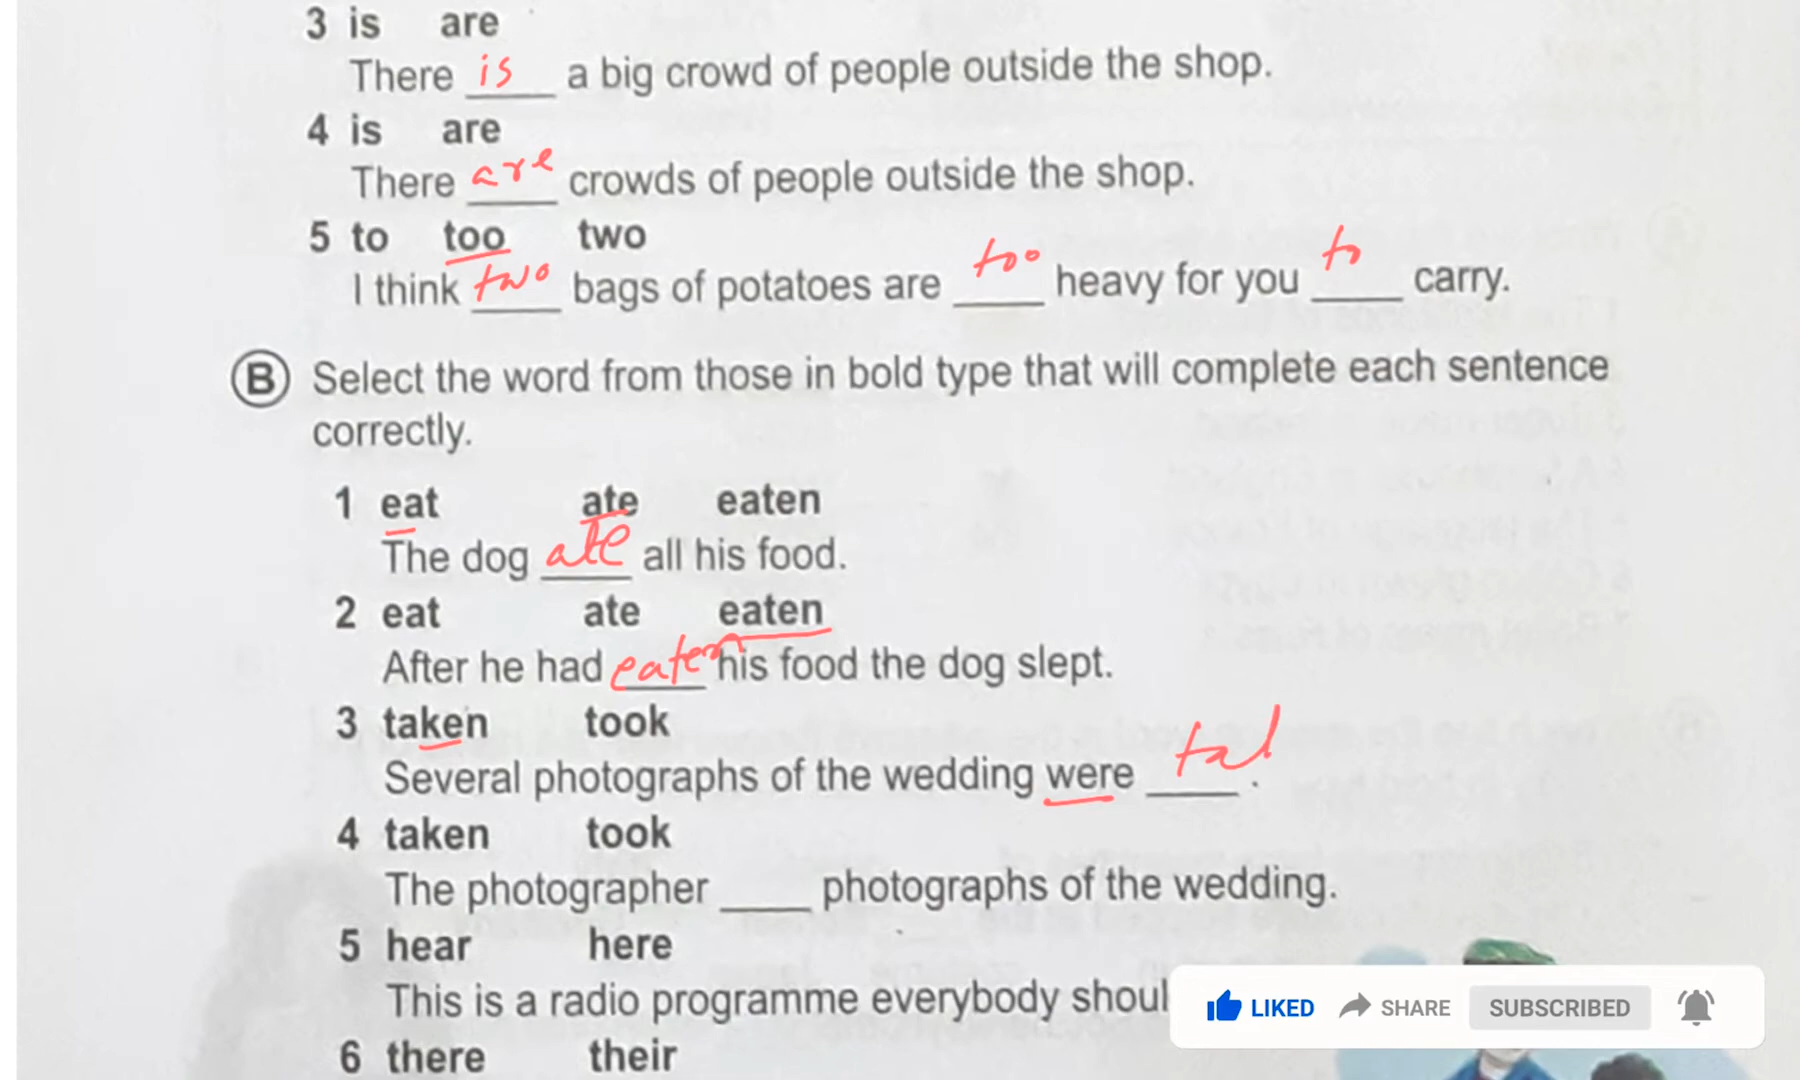 3 is are
There is a big crowd of people outside the shop.
4 is are
There are crowds of people outside the shop.
5 to too two
I think two bags of potatoes are too heavy for you to carry.
B Select the word from those in bold type that will complete each sentence
correctly.
1 eat ate eaten
The dog ate all his food.
2 eat ate eaten
After he had eaten his food the dog slept.
3 taken took
Several photographs of the wedding were tal .
4 taken took
The photographer ____ photographs of the wedding.
5 hear here
This is a radio programme everybody shoul
LIKED SHARE SUBSCRIBED
6 there their